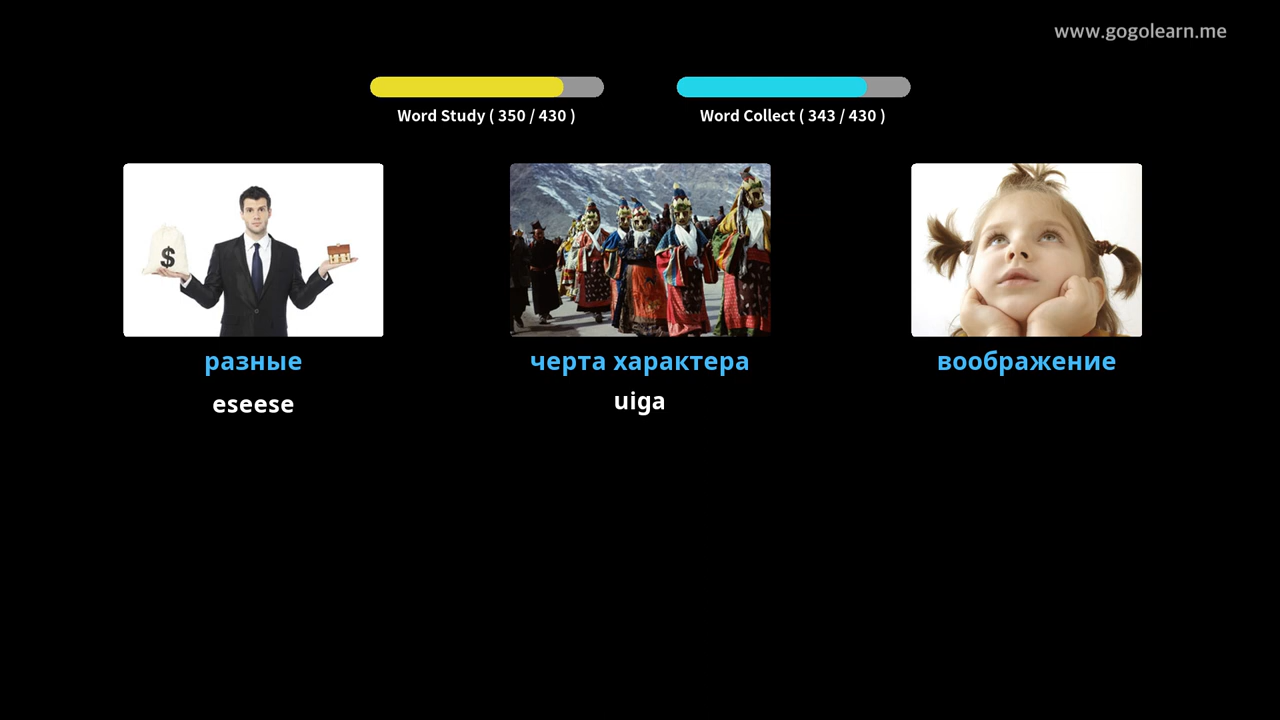 www.gogolearn.me
Word Study ( 350 / 430 )
Word Collect ( 343 / 430 )
$
разные
черта характера
воображение
eseese
uiga